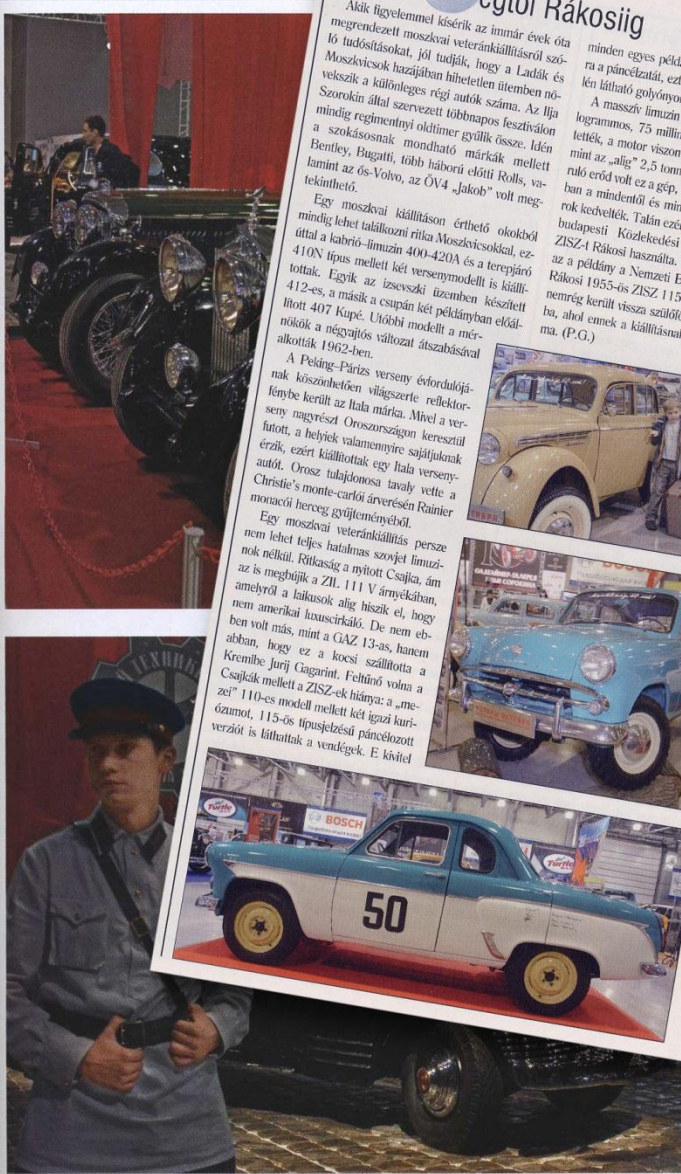 égtől Rákosiig
Akik figyelemmel kísérik az immár évek óta
megrendezett moszkvai veteránkiállításról szó-
ló tudósításokat, jól tudják, hogy a Ladák és
Moszkvicsok hazájában hihetetlen ütemben nö-
vekszik a különleges régi autók száma. Az Ilja
Szorokin által szervezett többnapos fesztiválon
mindig regimentnyi oldtimer gyűlik össze. Idén
a szokásosnak mondható márkák mellett
Bentley, Bugatti, több háború előtti Rolls, va-
lamint az ős-Volvo, az ÖV4 „Jakob” volt meg-
tekinthető.
Egy moszkvai kiállításon érthető okokból
mindig lehet találkozni ritka Moszkvicsokkal, ez-
úttal a kabrió-limuzin 400-420A és a terepjáró
410N típus mellett két versenymodellt is kiállí-
tottak. Egyik az izsevszki üzemben készített
412-es, a másik a csupán két példányban előál-
lított 407 Kupé. Utóbbi modellt a mér-
nökök a négyajtós változat átszabásával
alkották 1962-ben.
A Peking–Párizs verseny évfordulójá-
nak köszönhetően világszerte reflektor-
fénybe került az Itala márka. Mivel a ver-
seny nagyrészt Oroszországon keresztül
futott, a helyiek valamennyire sajátjuknak
érzik, ezért kiállítottak egy Itala verseny-
autót. Orosz tulajdonosa tavaly vette a
Christie's monte-carlói árverésén Rainier
monacói herceg gyűjteményéből.
Egy moszkvai veteránkiállítás persze
nem lehet teljes hatalmas szovjet limuzi-
nok nélkül. Ritkaság a nyitott Csajka, ám
az is megbújik a ZIL 111 V árnyékában,
amelyről a laikusok alig hiszik el, hogy
nem amerikai luxuscirkáló. De nem eb-
ben volt más, mint a GAZ 13-as, hanem
abban, hogy ez a kocsi szállította a
Kremlbe Jurij Gagarint. Feltűnő volna a
Csajkák mellett a ZISZ-ek hiánya: a „me-
zei” 110-es modell mellett két igazi kuri-
ózumot, 115-ös típusjelzésű páncélozott
verziót is láthattak a vendégek. E kivitel
minden egyes péld
ra a páncélzatát, ezt
lén látható golyónyo
A masszív limuzin
logrammos, 75 millim
lették, a motor viszon
mint az „alig” 2,5 tonn
ruló erőd volt ez a gép,
ban a mindentől és min
rok kedvelték. Talán ezér
budapesti Közlekedési
ZISZ-t Rákosi használta.
az a példány a Nemzeti E
Rákosi 1955-ös ZISZ 115
nemrég került vissza szülőfö
ba, ahol ennek a kiállításnak
ma. (P.G.)
ОЛДТАЙМЕР-ГАЛЕРЕЯ
ИЛЬИ СОРОКИНА
Turtle
BOSCH
Turtle
50
ТЕХНИКА